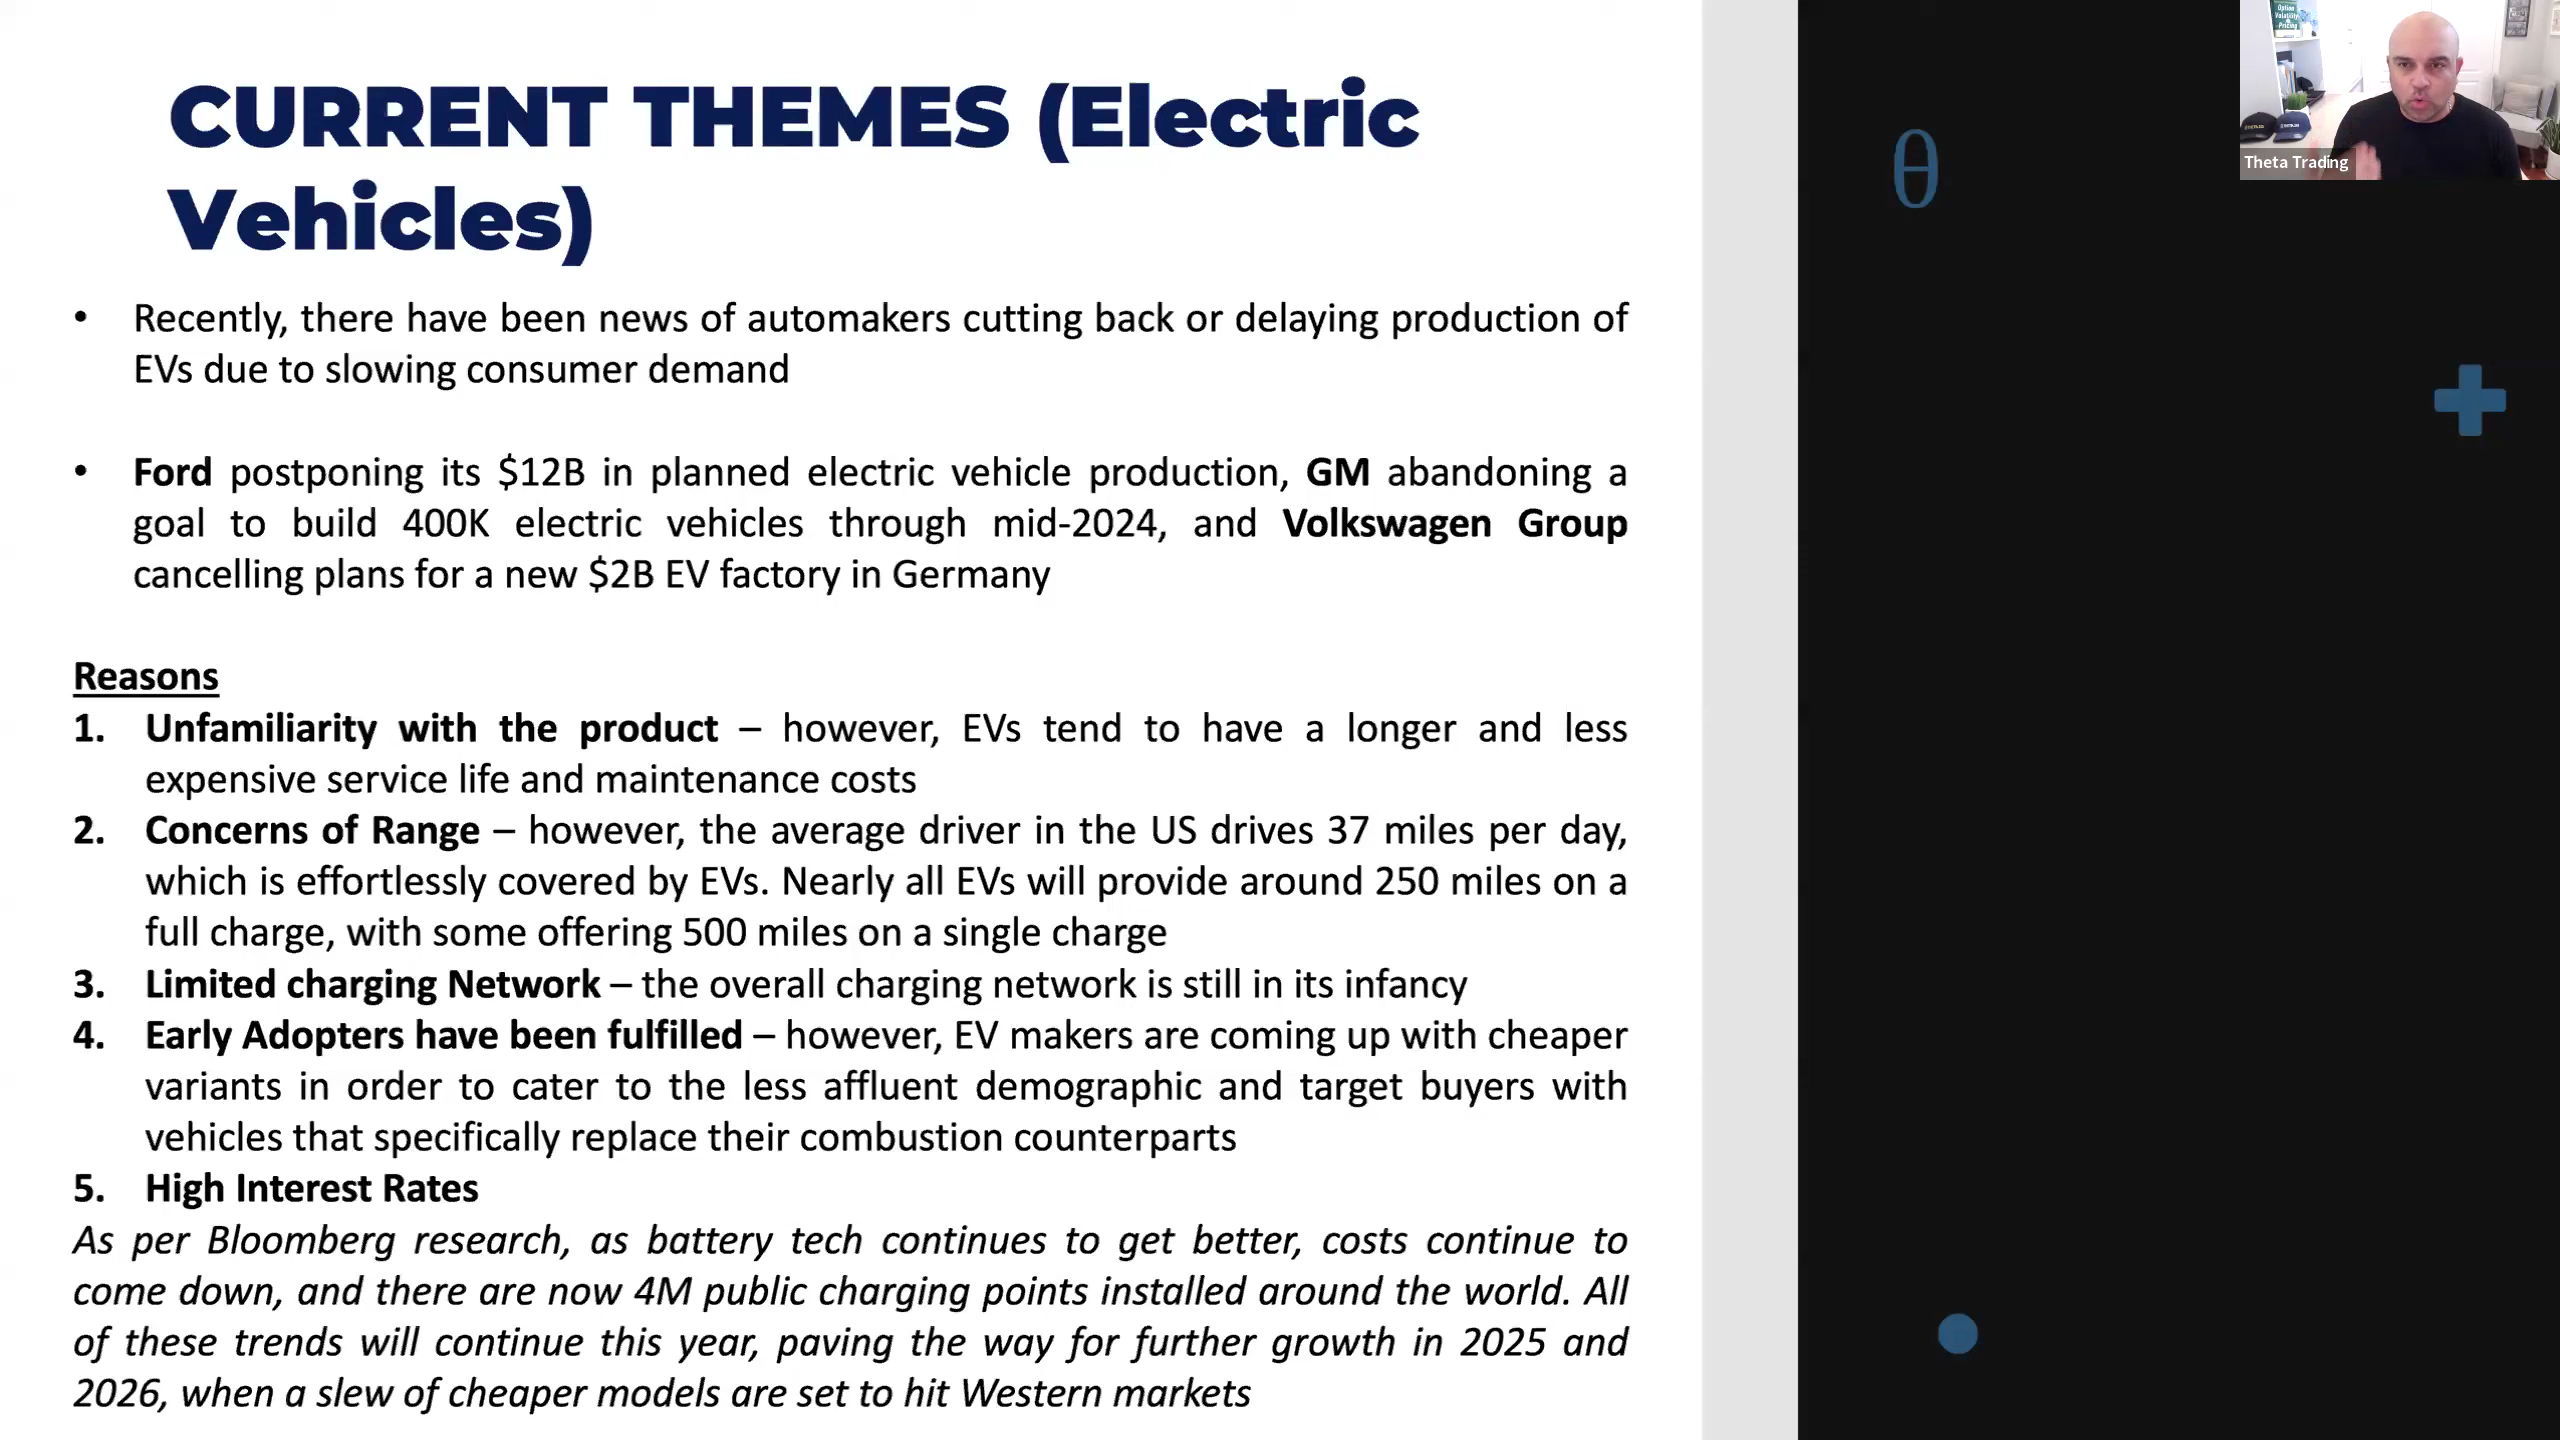 CURRENT THEMES (Electric
Vehicles)
• Recently, there have been news of automakers cutting back or delaying production of
EVs due to slowing consumer demand
• Ford postponing its $12B in planned electric vehicle production, GM abandoning a
goal to build 400K electric vehicles through mid-2024, and Volkswagen Group
cancelling plans for a new $2B EV factory in Germany
Reasons
1. Unfamiliarity with the product – however, EVs tend to have a longer and less
expensive service life and maintenance costs
2. Concerns of Range – however, the average driver in the US drives 37 miles per day,
which is effortlessly covered by EVs. Nearly all EVs will provide around 250 miles on a
full charge, with some offering 500 miles on a single charge
3. Limited charging Network – the overall charging network is still in its infancy
4. Early Adopters have been fulfilled – however, EV makers are coming up with cheaper
variants in order to cater to the less affluent demographic and target buyers with
vehicles that specifically replace their combustion counterparts
5. High Interest Rates
As per Bloomberg research, as battery tech continues to get better, costs continue to
come down, and there are now 4M public charging points installed around the world. All
of these trends will continue this year, paving the way for further growth in 2025 and
2026, when a slew of cheaper models are set to hit Western markets
θ
Option
Volatility
Pricing
Theta Trading